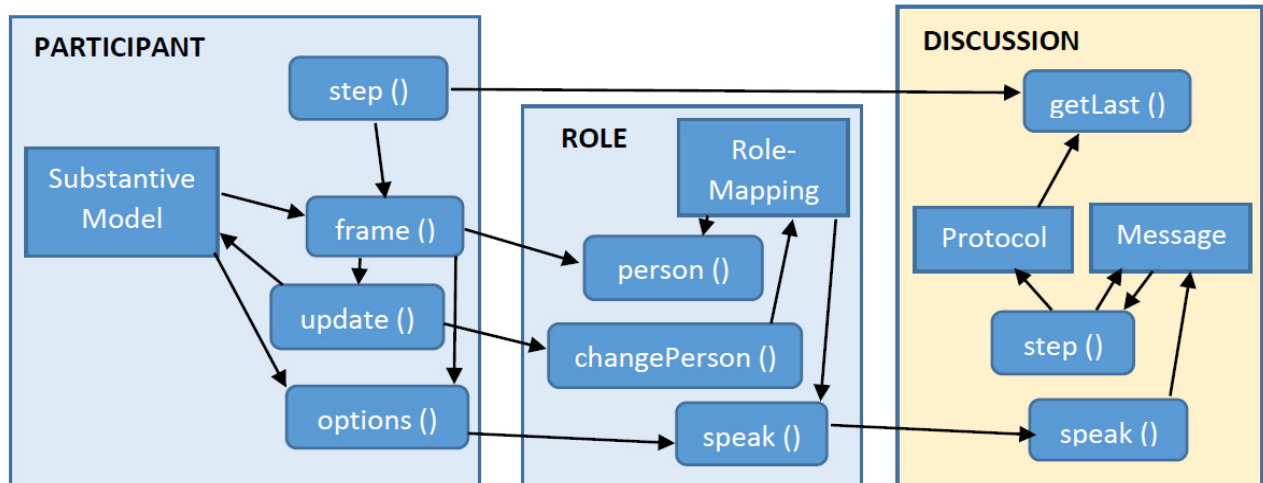 PARTICIPANT
step ()
Substantive
Model
frame ()
update ()
options ()
ROLE
Role-
Mapping
person ()
changePerson ()
speak ()
DISCUSSION
getLast ()
Protocol
Message
step ()
speak ()